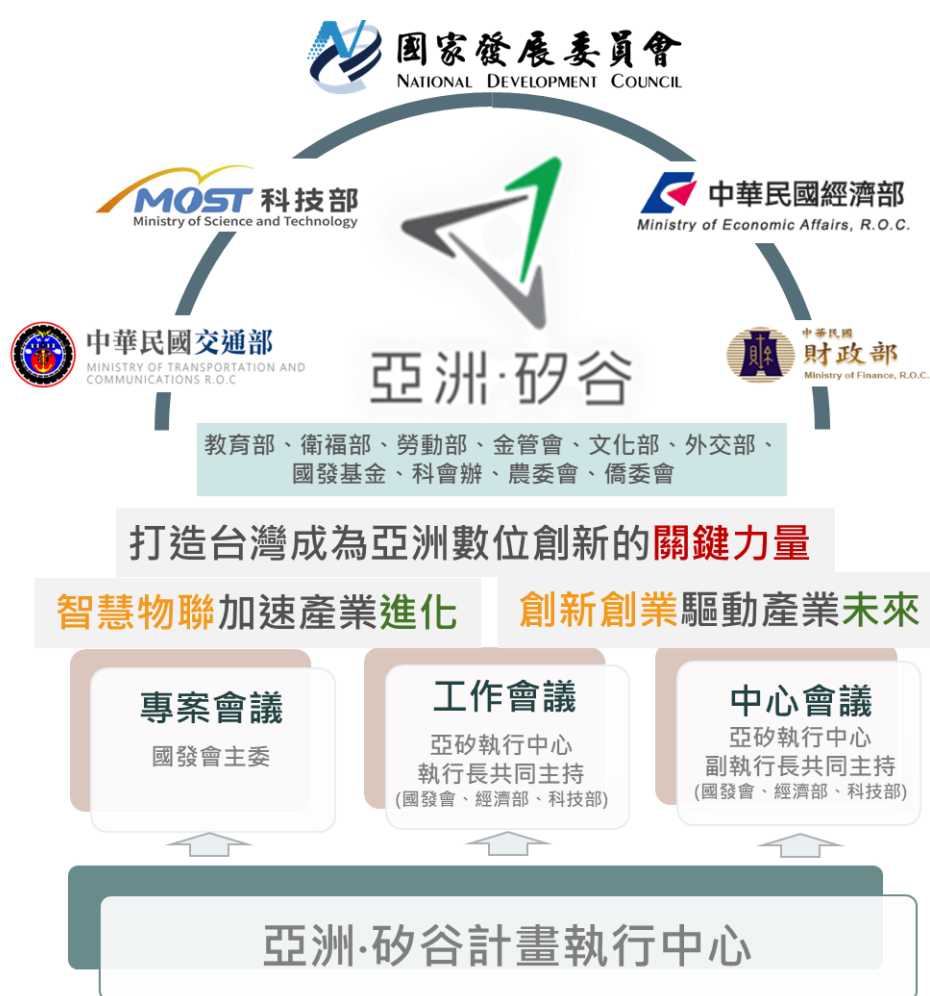 國家發展委員會
NATIONAL DEVELOPMENT COUNCIL
MOST 科技部
Ministry of Science and Technology
中華民國經濟部
Ministry of Economic Affairs, R.O.C.
中華民國交通部
MINISTRY OF TRANSPORTATION AND
COMMUNICATIONS R.O.C
亞洲·矽谷
中華民國
財政部
Ministry of Finance, R.O.C.
教育部、衛福部、勞動部、金管會、文化部、外交部、
國發基金、科會辦、農委會、僑委會
打造台灣成為亞洲數位創新的關鍵力量
智慧物聯加速產業進化
創新創業驅動產業未來
專案會議
國發會主委
工作會議
亞矽執行中心
執行長共同主持
(國發會、經濟部、科技部)
中心會議
亞矽執行中心
副執行長共同主持
(國發會、經濟部、科技部)
亞洲·矽谷計畫執行中心